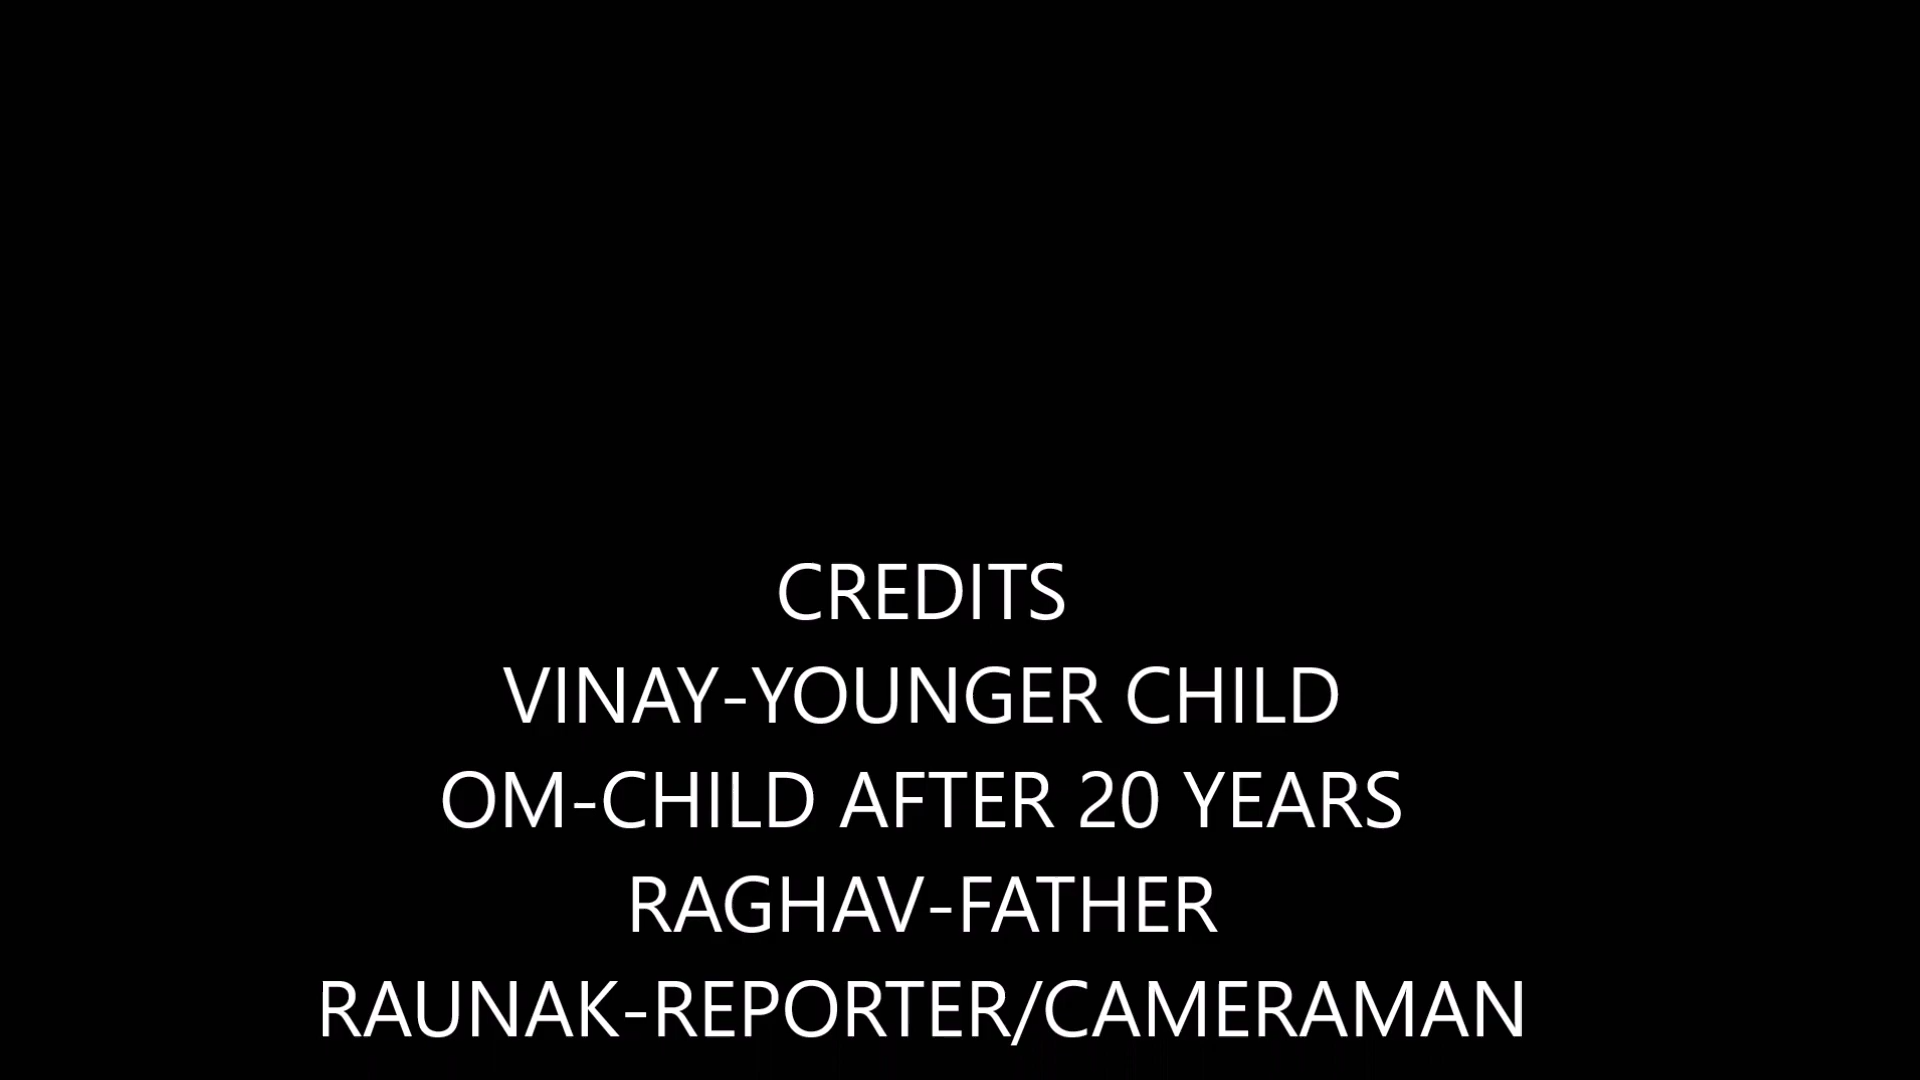 CREDITS
VINAY-YOUNGER CHILD
OM-CHILD AFTER 20 YEARS
RAGHAV-FATHER
RAUNAK-REPORTER/CAMERAMAN